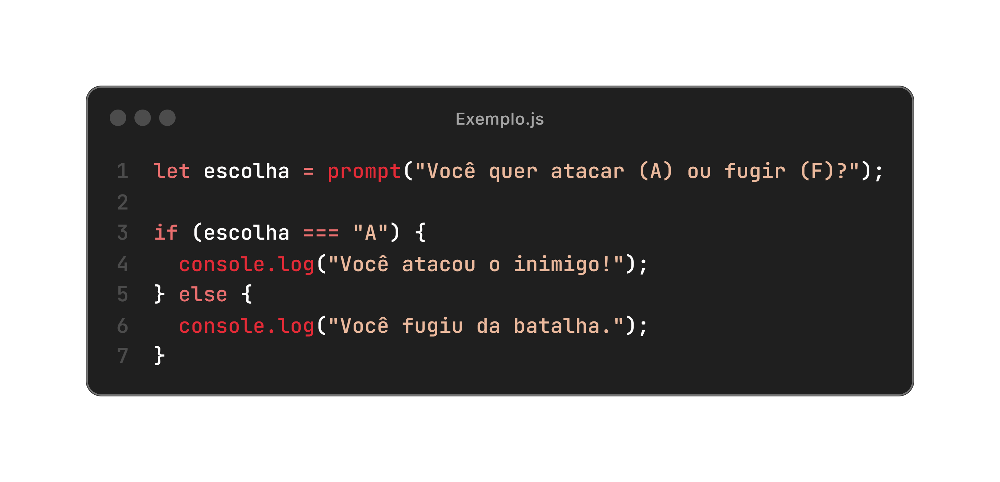 Exemplo.js
1 let escolha = prompt("Você quer atacar (A) ou fugir (F)?");
2
3 if (escolha === "A") {
4   console.log("Você atacou o inimigo!");
5 } else {
6   console.log("Você fugiu da batalha.");
7 }